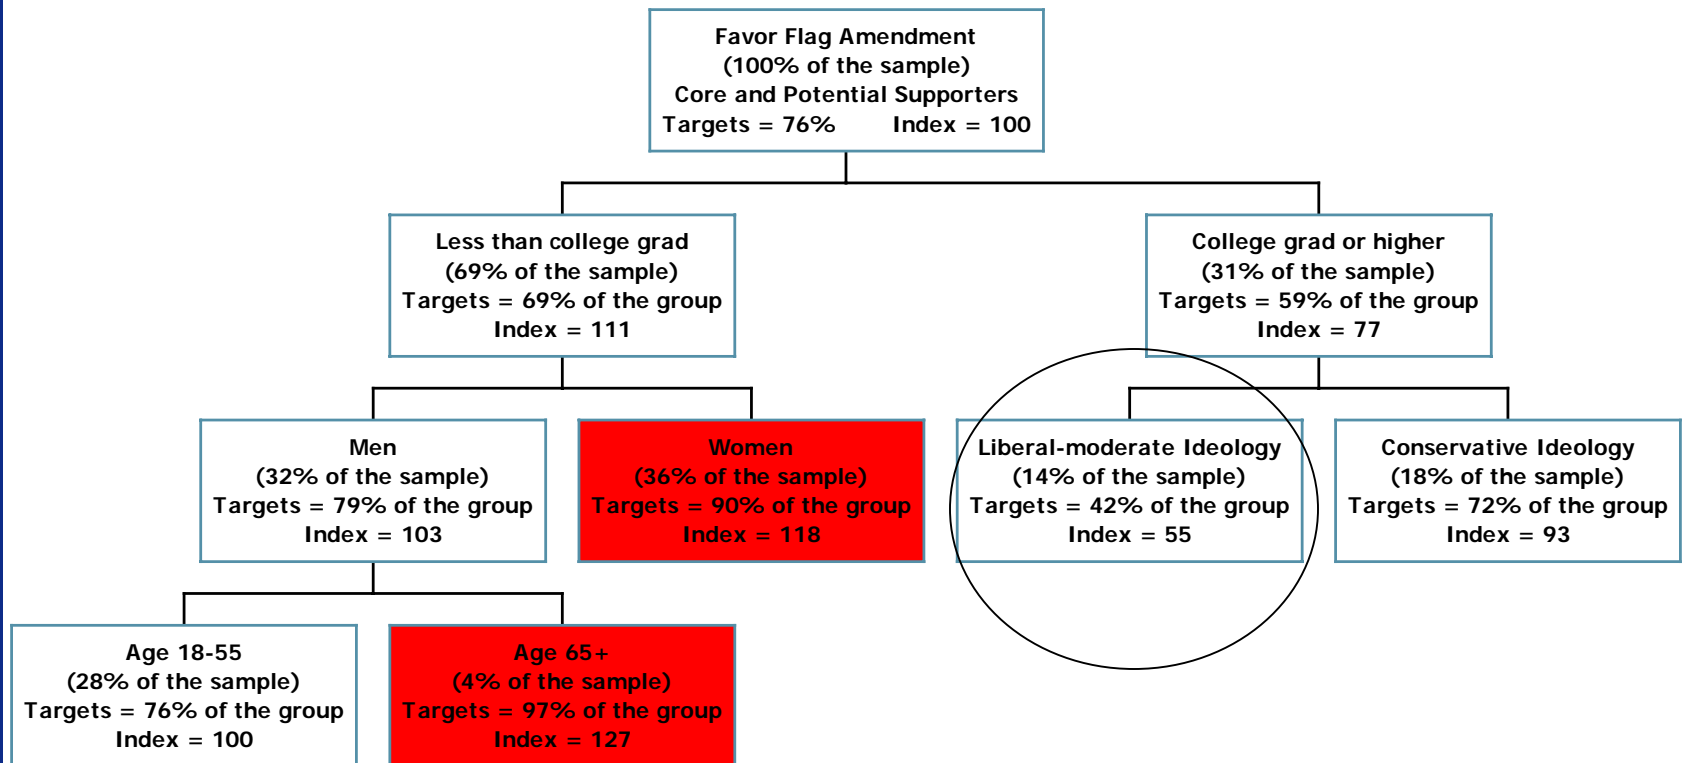 Favor Flag Amendment
(100% of the sample)
Core and Potential Supporters
Targets = 76% Index = 100
Less than college grad
(69% of the sample)
Targets = 69% of the group
Index = 111
College grad or higher
(31% of the sample)
Targets = 59% of the group
Index = 77
Men
(32% of the sample)
Targets = 79% of the group
Index = 103
Women
(36% of the sample)
Targets = 90% of the group
Index = 118
Liberal-moderate Ideology
(14% of the sample)
Targets = 42% of the group
Index = 55
Conservative Ideology
(18% of the sample)
Targets = 72% of the group
Index = 93
Age 18-55
(28% of the sample)
Targets = 76% of the group
Index = 100
Age 65+
(4% of the sample)
Targets = 97% of the group
Index = 127